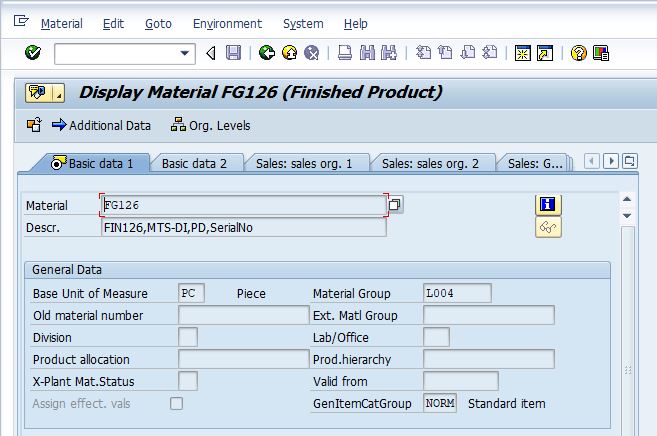 Material Edit Goto Environment System Help
Display Material FG126 (Finished Product)
Additional Data Org. Levels
Basic data 1 Basic data 2 Sales: sales org. 1 Sales: sales org. 2 Sales: G...
Material FG126
Descr. FIN126,MTS-DI,PD,SerialNo
General Data
Base Unit of Measure PC Piece Material Group L004
Old material number Ext. Matl Group
Division Lab/Office
Product allocation Prod.hierarchy
X-Plant Mat.Status Valid from
Assign effect. vals GenItemCatGroup NORM Standard item